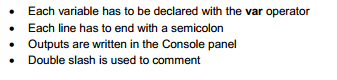 • Each variable has to be declared with the var operator
• Each line has to end with a semicolon
• Outputs are written in the Console panel
• Double slash is used to comment